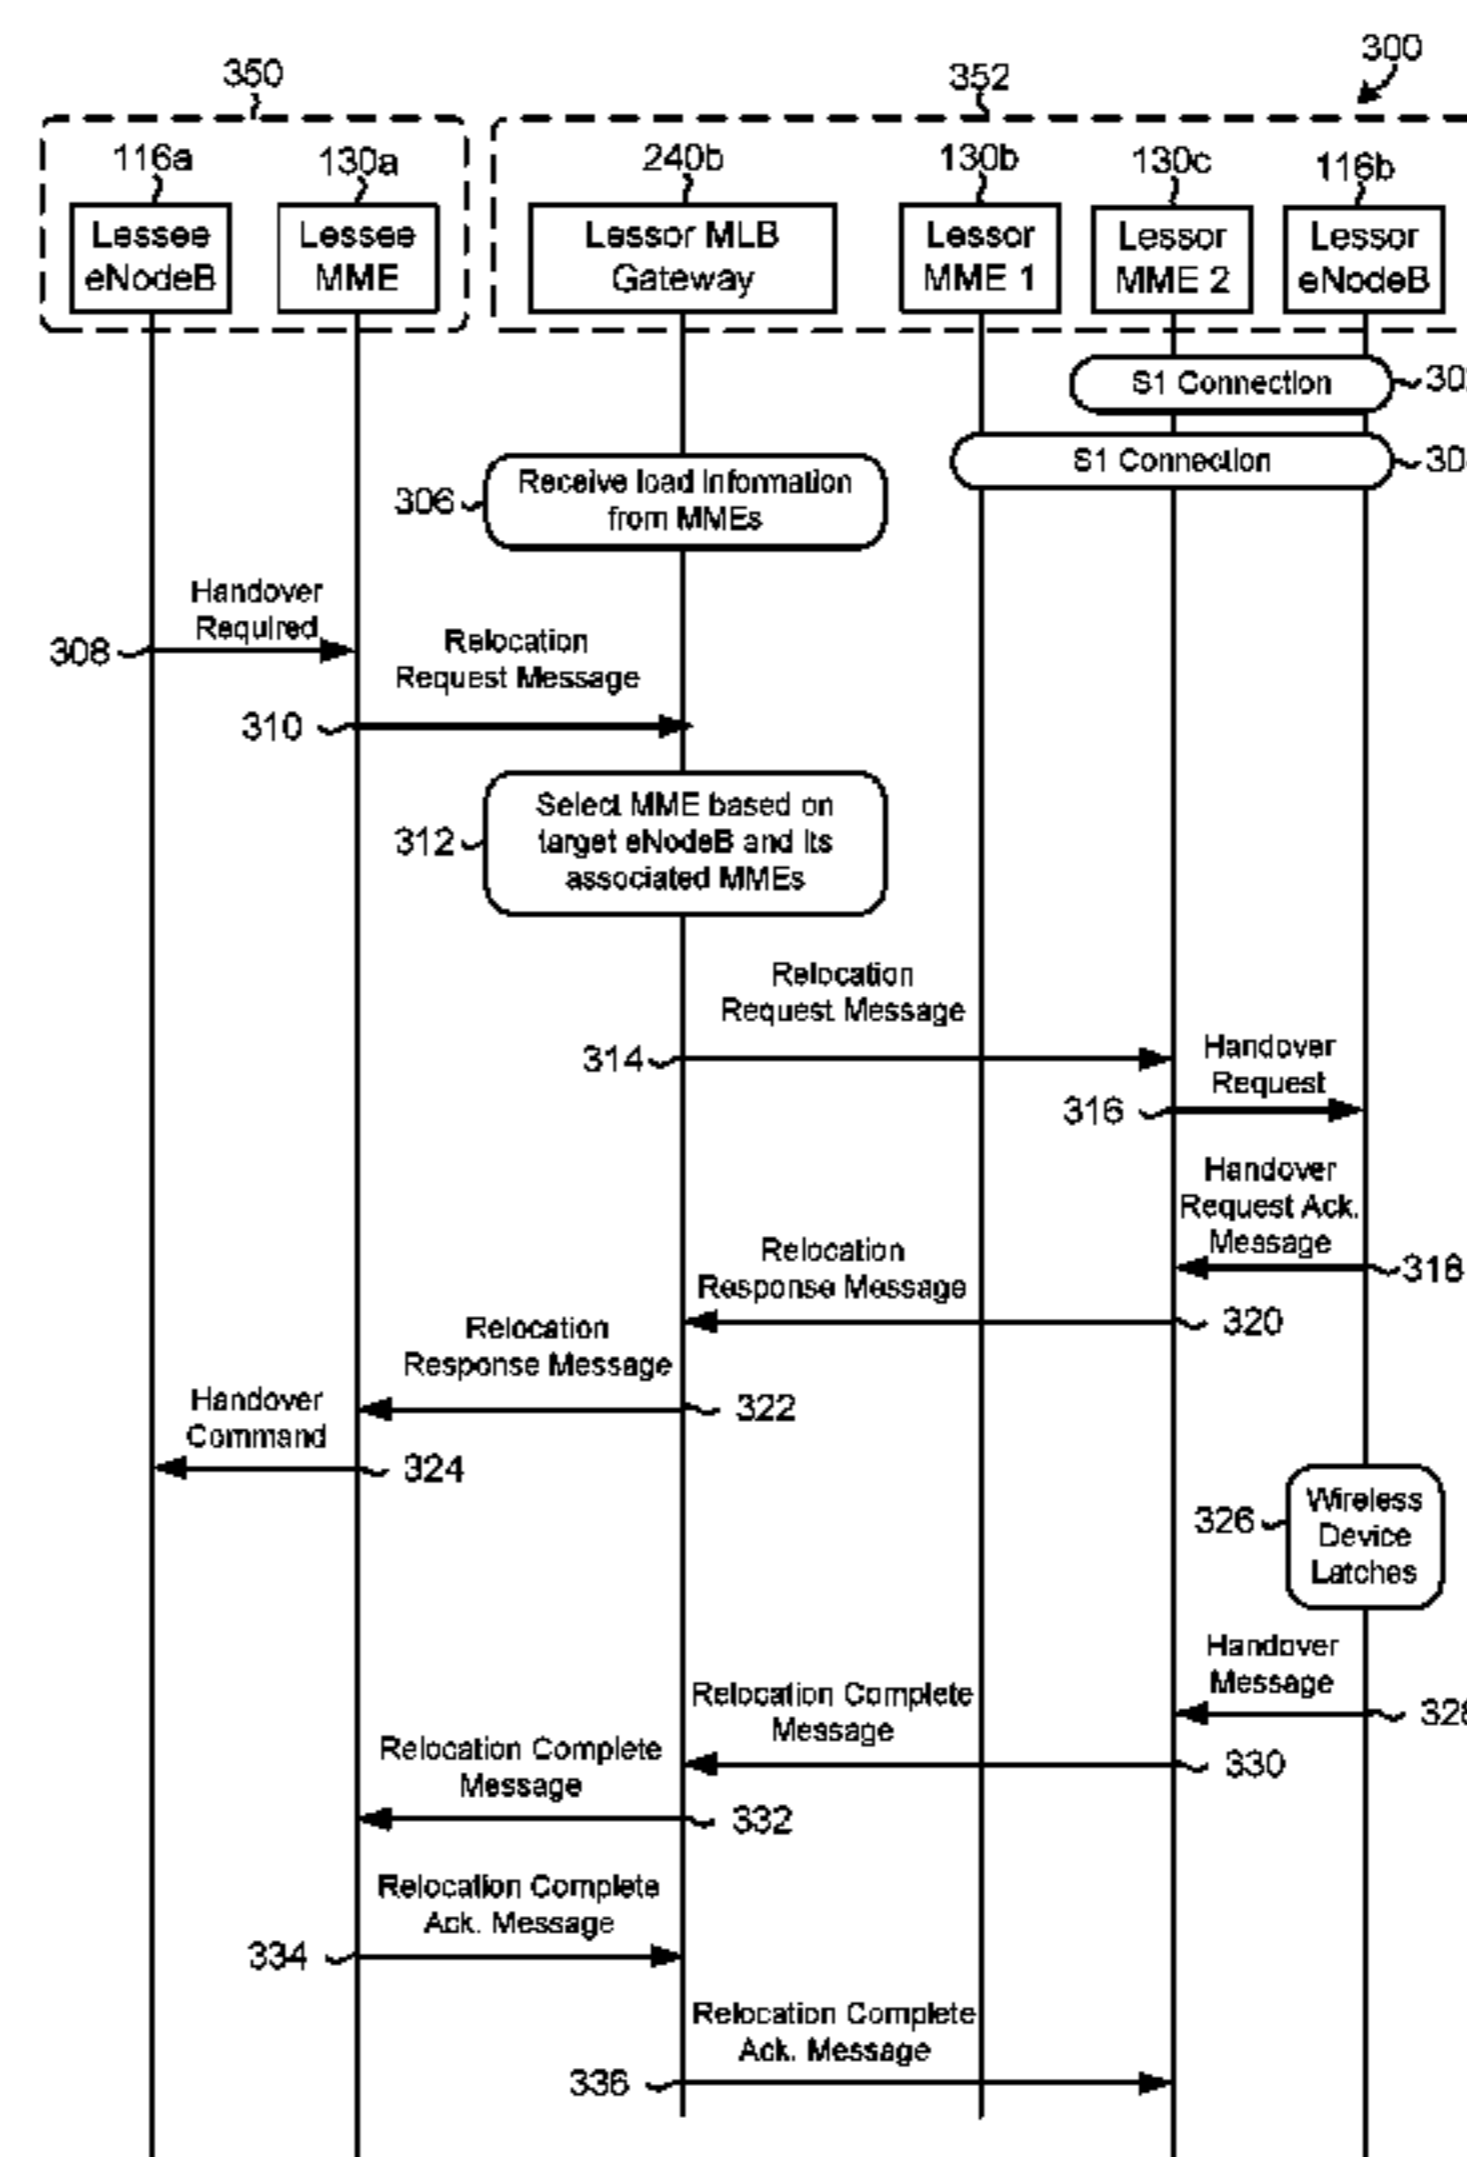 300
350
352
116a
130a
240b
130b
130c
116b
Lessee
eNodeB
Lessee
MME
Lessor MLB
Gateway
Lessor
MME 1
Lessor
MME 2
Lessor
eNodeB
S1 Connection
S1 Connection
306
Receive load information
from MMEs
Handover
Required
308
Relocation
Request Message
310
312
Select MME based on
target eNodeB and its
associated MMEs
Relocation
Request Message
314
Handover
Request
316
Handover
Request Ack.
Message
318
Relocation
Response Message
320
Relocation
Response Message
322
Handover
Command
324
326
Wireless
Device
Latches
Handover
Message
328
Relocation Complete
Message
330
Relocation Complete
Message
332
Relocation Complete
Ack. Message
334
Relocation Complete
Ack. Message
336